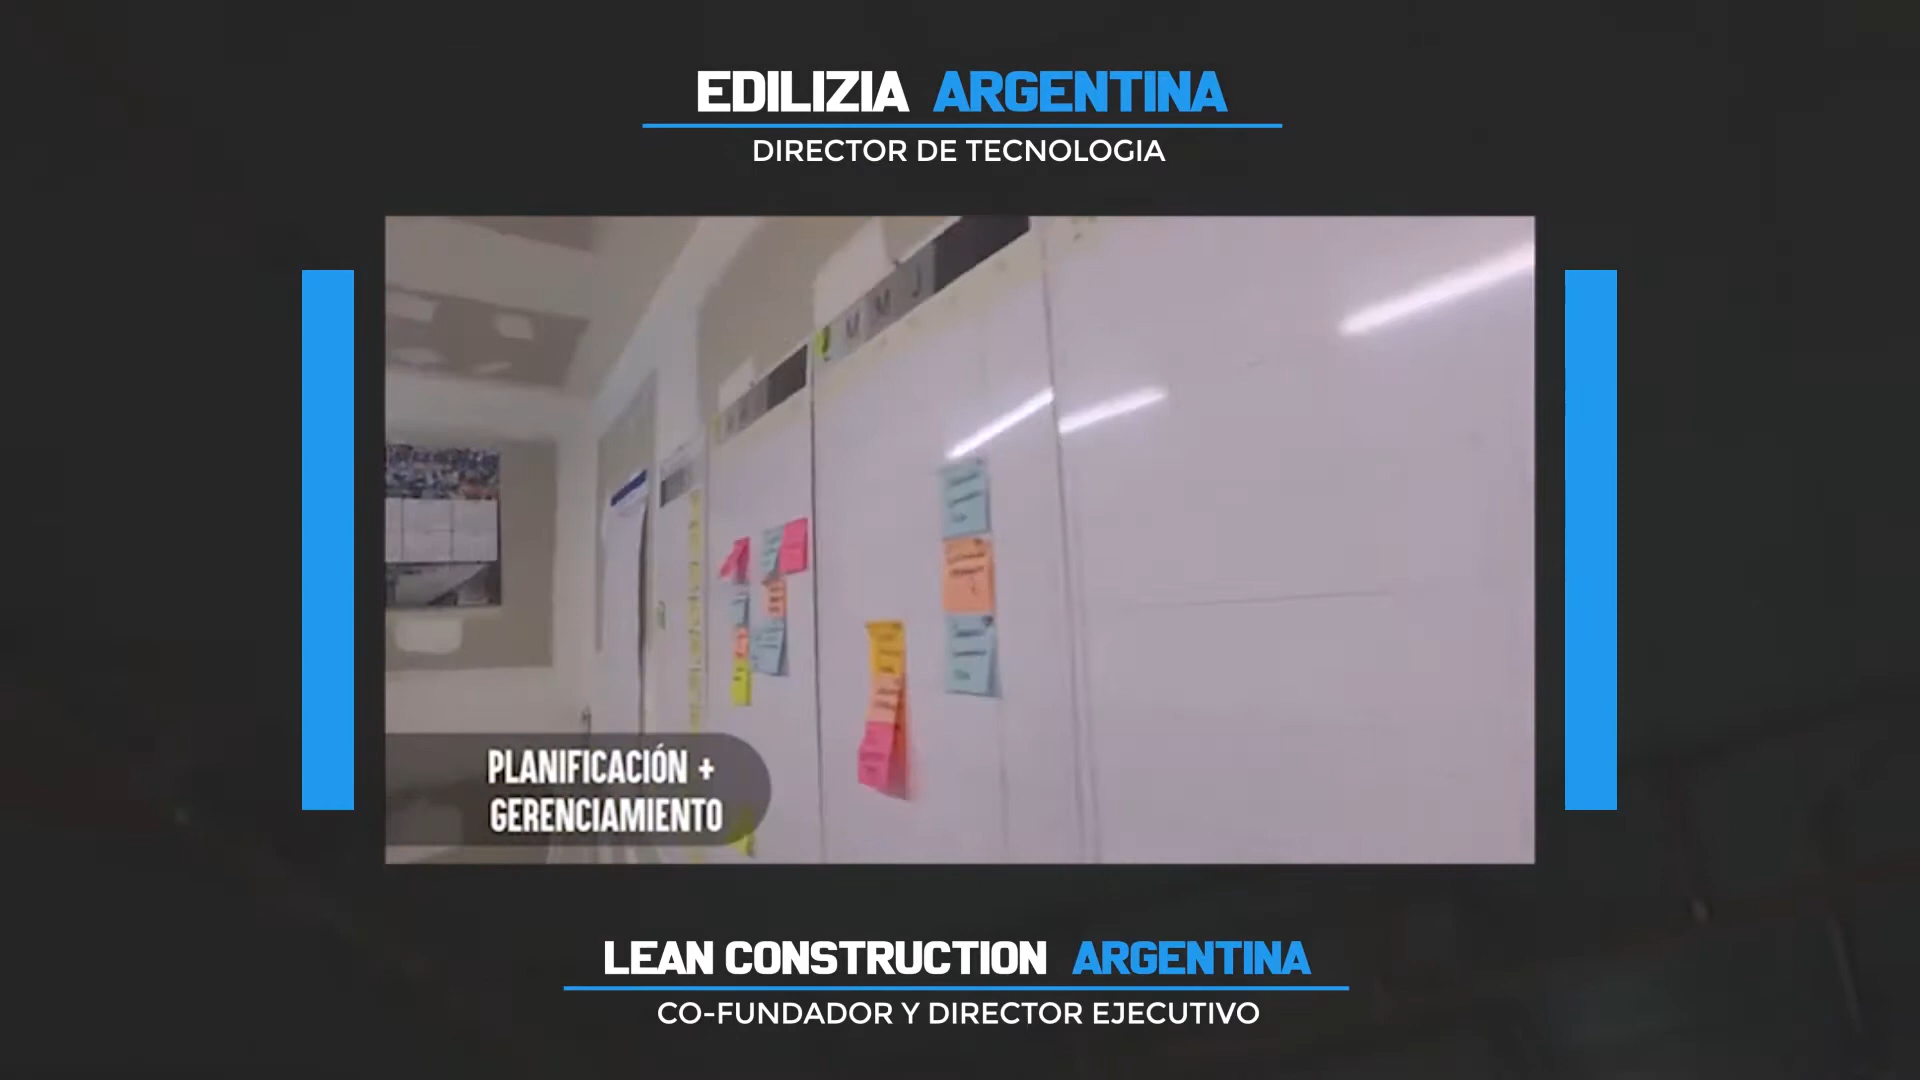 EDILIZIA ARGENTINA
DIRECTOR DE TECNOLOGIA
M M J
PLANIFICACIÓN +
GERENCIAMIENTO
LEAN CONSTRUCTION ARGENTINA
CO-FUNDADOR Y DIRECTOR EJECUTIVO